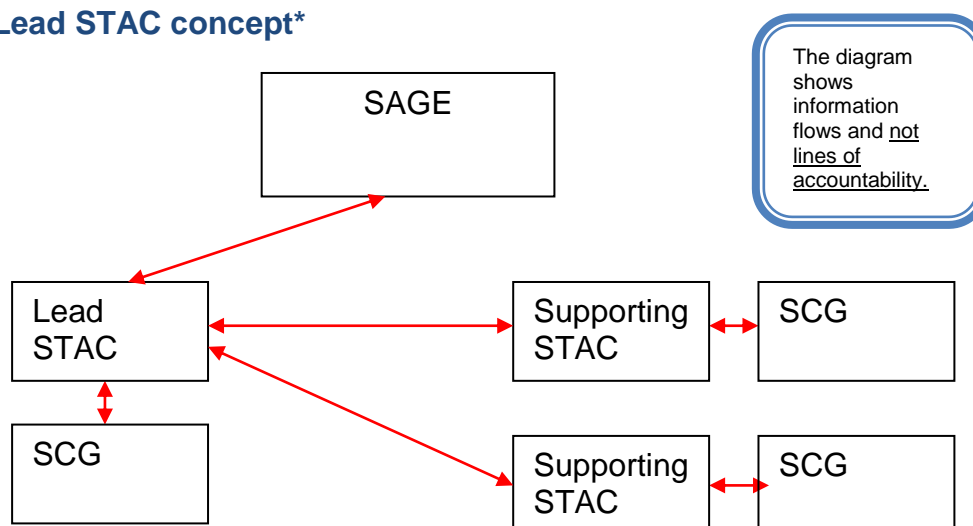 Lead STAC concept*
The diagram
shows
information
flows and not
lines of
accountability.
SAGE
Lead
STAC
Supporting
STAC
SCG
SCG
Supporting
STAC
SCG